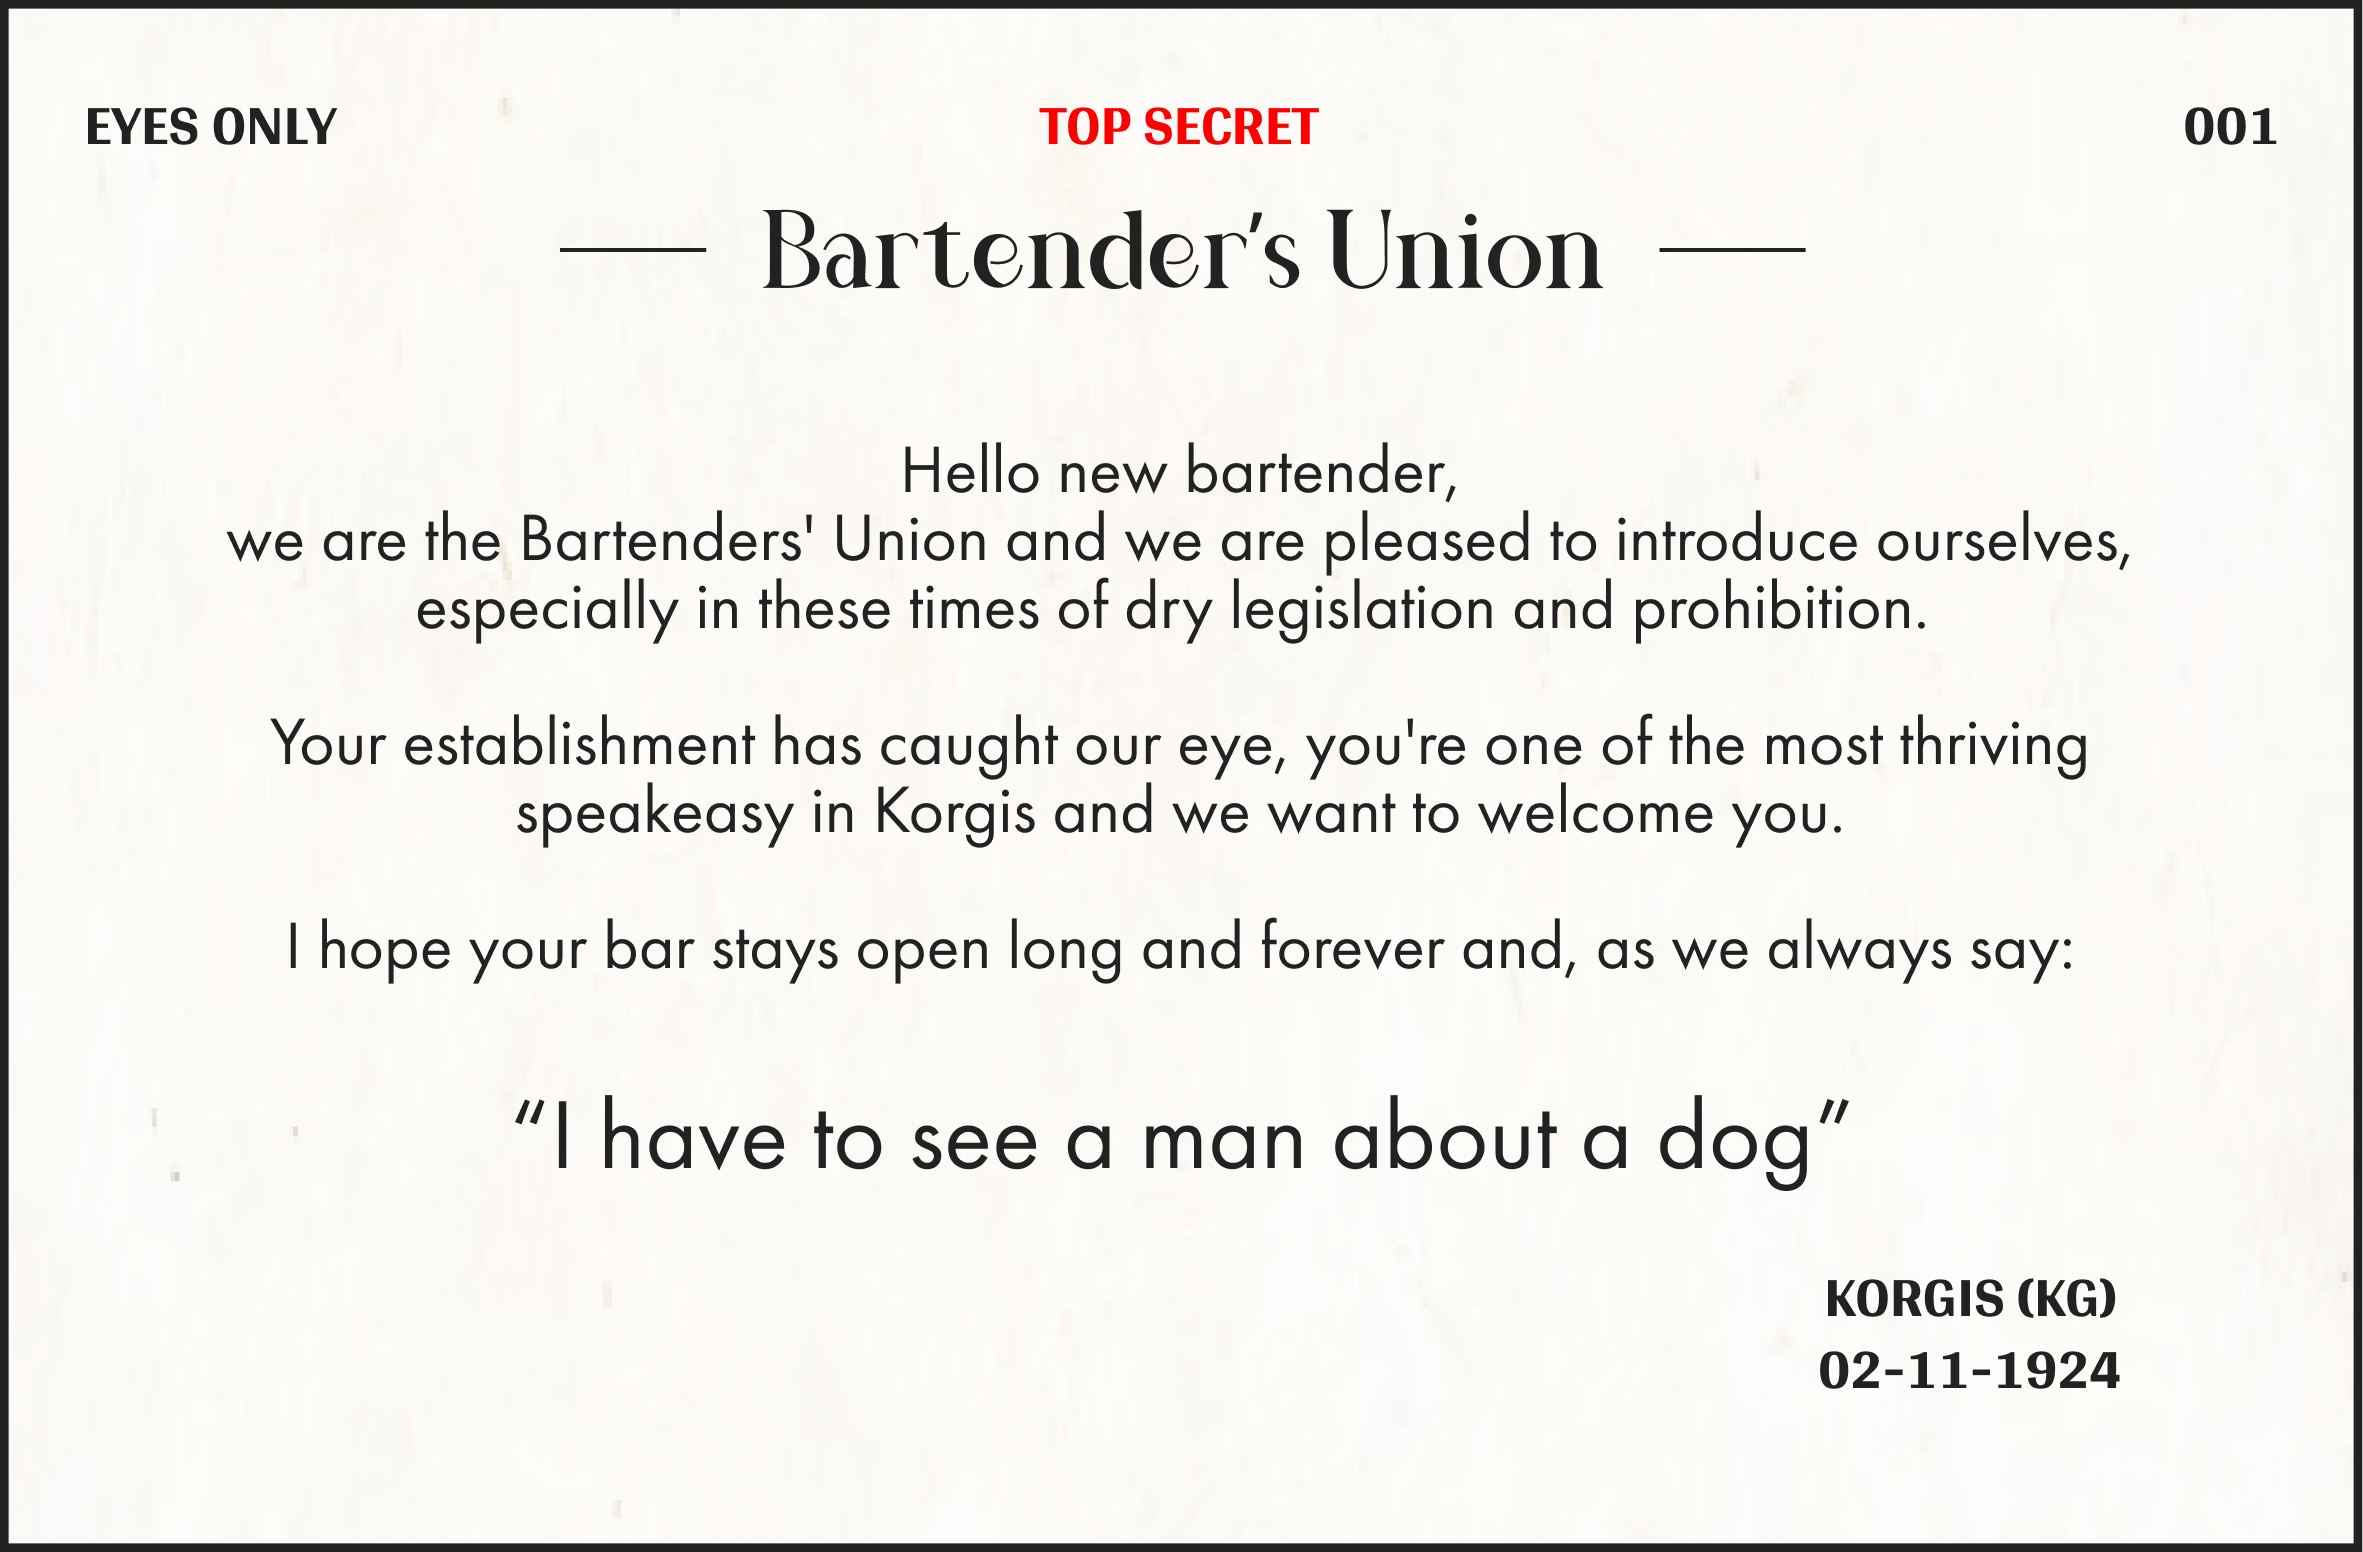 EYES ONLY
TOP SECRET
001
Bartender’s Union
Hello new bartender,
we are the Bartenders' Union and we are pleased to introduce ourselves,
especially in these times of dry legislation and prohibition.
Your establishment has caught our eye, you're one of the most thriving
speakeasy in Korgis and we want to welcome you.
I hope your bar stays open long and forever and, as we always say:
“I have to see a man about a dog”
KORGIS (KG)
02-11-1924